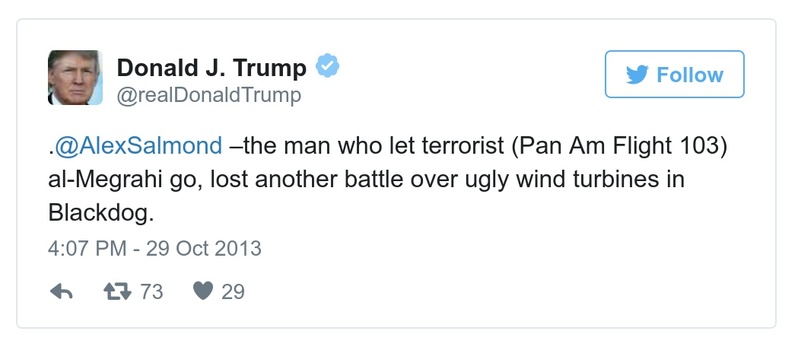 Donald J. Trump
@realDonaldTrump
Follow
.@AlexSalmond –the man who let terrorist (Pan Am Flight 103)
al-Megrahi go, lost another battle over ugly wind turbines in
Blackdog.
4:07 PM - 29 Oct 2013
73 29